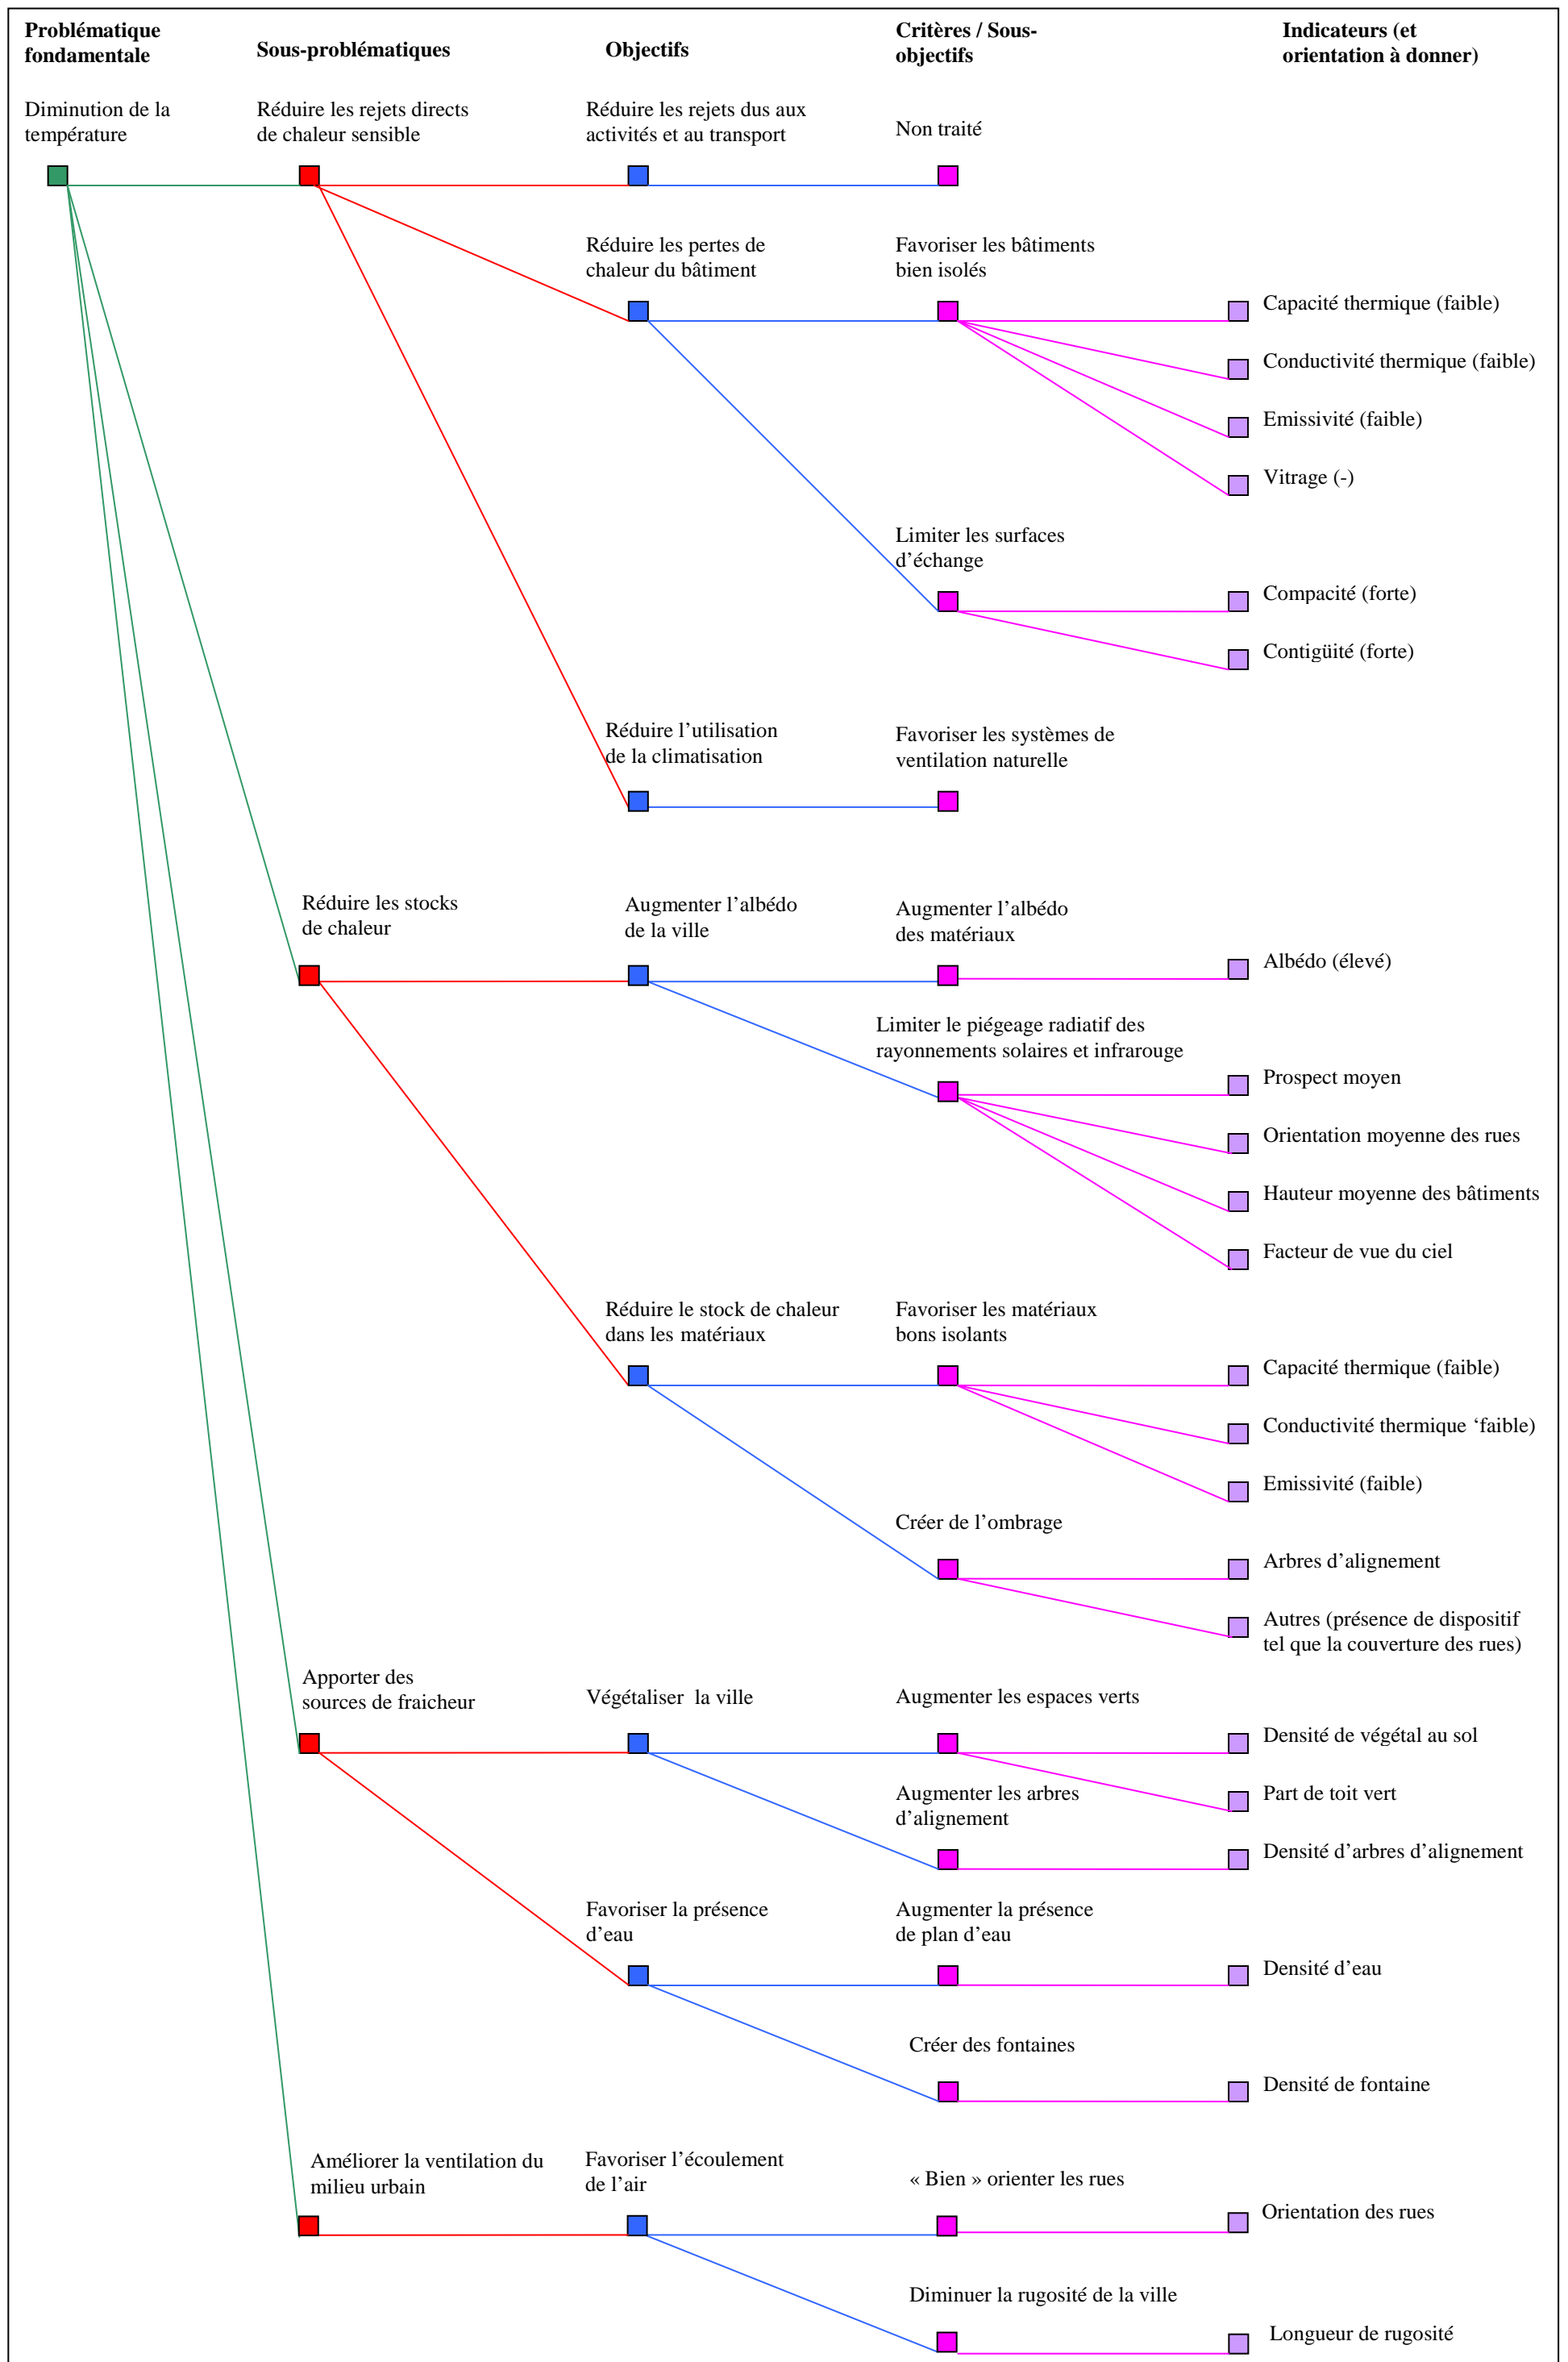 Problématique
fondamentale
Sous-problématiques
Objectifs
Critères / Sous-
objectifs
Indicateurs (et
orientation à donner)
Diminution de la
température
Réduire les rejets directs
de chaleur sensible
Réduire les rejets dus aux
activités et au transport
Non traité
Réduire les pertes de
chaleur du bâtiment
Favoriser les bâtiments
bien isolés
Capacité thermique (faible)
Conductivité thermique (faible)
Emissivité (faible)
Vitrage (-)
Limiter les surfaces
d’échange
Compacité (forte)
Contigüité (forte)
Réduire l’utilisation
de la climatisation
Favoriser les systèmes de
ventilation naturelle
Réduire les stocks
de chaleur
Augmenter l’albédo
de la ville
Augmenter l’albédo
des matériaux
Albédo (élevé)
Limiter le piégeage radiatif des
rayonnements solaires et infrarouge
Prospect moyen
Orientation moyenne des rues
Hauteur moyenne des bâtiments
Facteur de vue du ciel
Réduire le stock de chaleur
dans les matériaux
Favoriser les matériaux
bons isolants
Capacité thermique (faible)
Conductivité thermique ‘faible)
Emissivité (faible)
Créer de l’ombrage
Arbres d’alignement
Autres (présence de dispositif
tel que la couverture des rues)
Apporter des
sources de fraicheur
Végétaliser la ville
Augmenter les espaces verts
Densité de végétal au sol
Part de toit vert
Augmenter les arbres
d’alignement
Densité d’arbres d’alignement
Favoriser la présence
d’eau
Augmenter la présence
de plan d’eau
Densité d’eau
Créer des fontaines
Densité de fontaine
Améliorer la ventilation du
milieu urbain
Favoriser l’écoulement
de l’air
« Bien » orienter les rues
Orientation des rues
Diminuer la rugosité de la ville
Longueur de rugosité